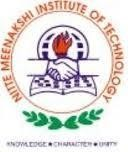 NITTE MEENAKSHI INSTITUTE OF TECHNOLOGY
KNOWLEDGE • CHARACTER • UNITY